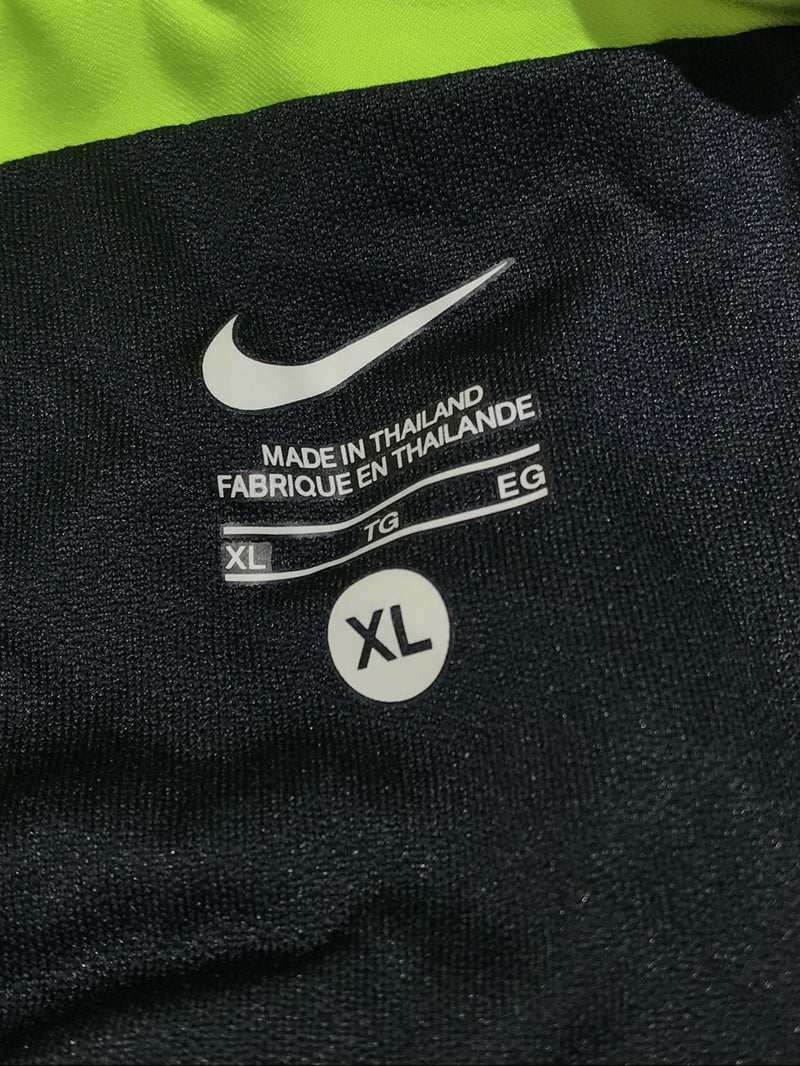 MADE IN THAILAND
FABRIQUE EN THAILANDE
XL TG EG
XL